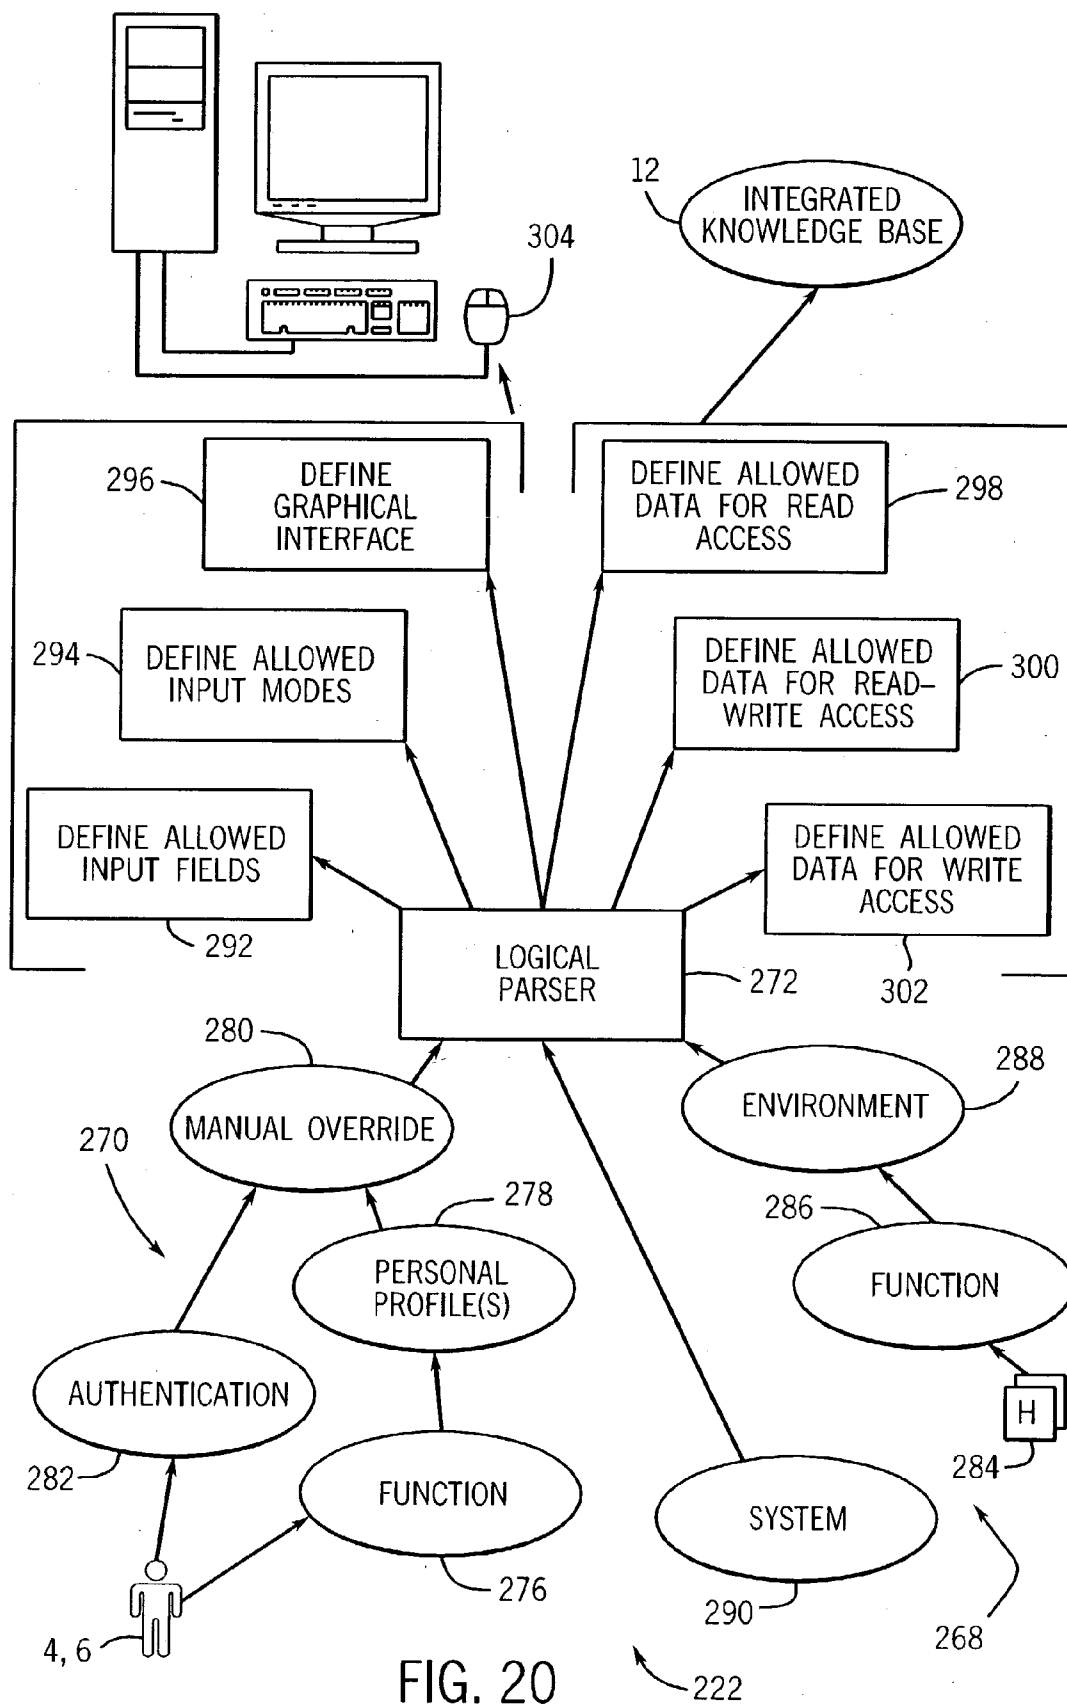 12
INTEGRATED
KNOWLEDGE BASE
304
296
DEFINE
GRAPHICAL
INTERFACE
DEFINE ALLOWED
DATA FOR READ
ACCESS
298
294
DEFINE ALLOWED
INPUT MODES
DEFINE ALLOWED
DATA FOR READ-
WRITE ACCESS
300
DEFINE ALLOWED
INPUT FIELDS
292
DEFINE ALLOWED
DATA FOR WRITE
ACCESS
302
LOGICAL
PARSER
272
280
MANUAL OVERRIDE
288
ENVIRONMENT
270
278
PERSONAL
PROFILE(S)
286
FUNCTION
AUTHENTICATION
282
H
284
FUNCTION
276
SYSTEM
290
268
4, 6
FIG. 20
222